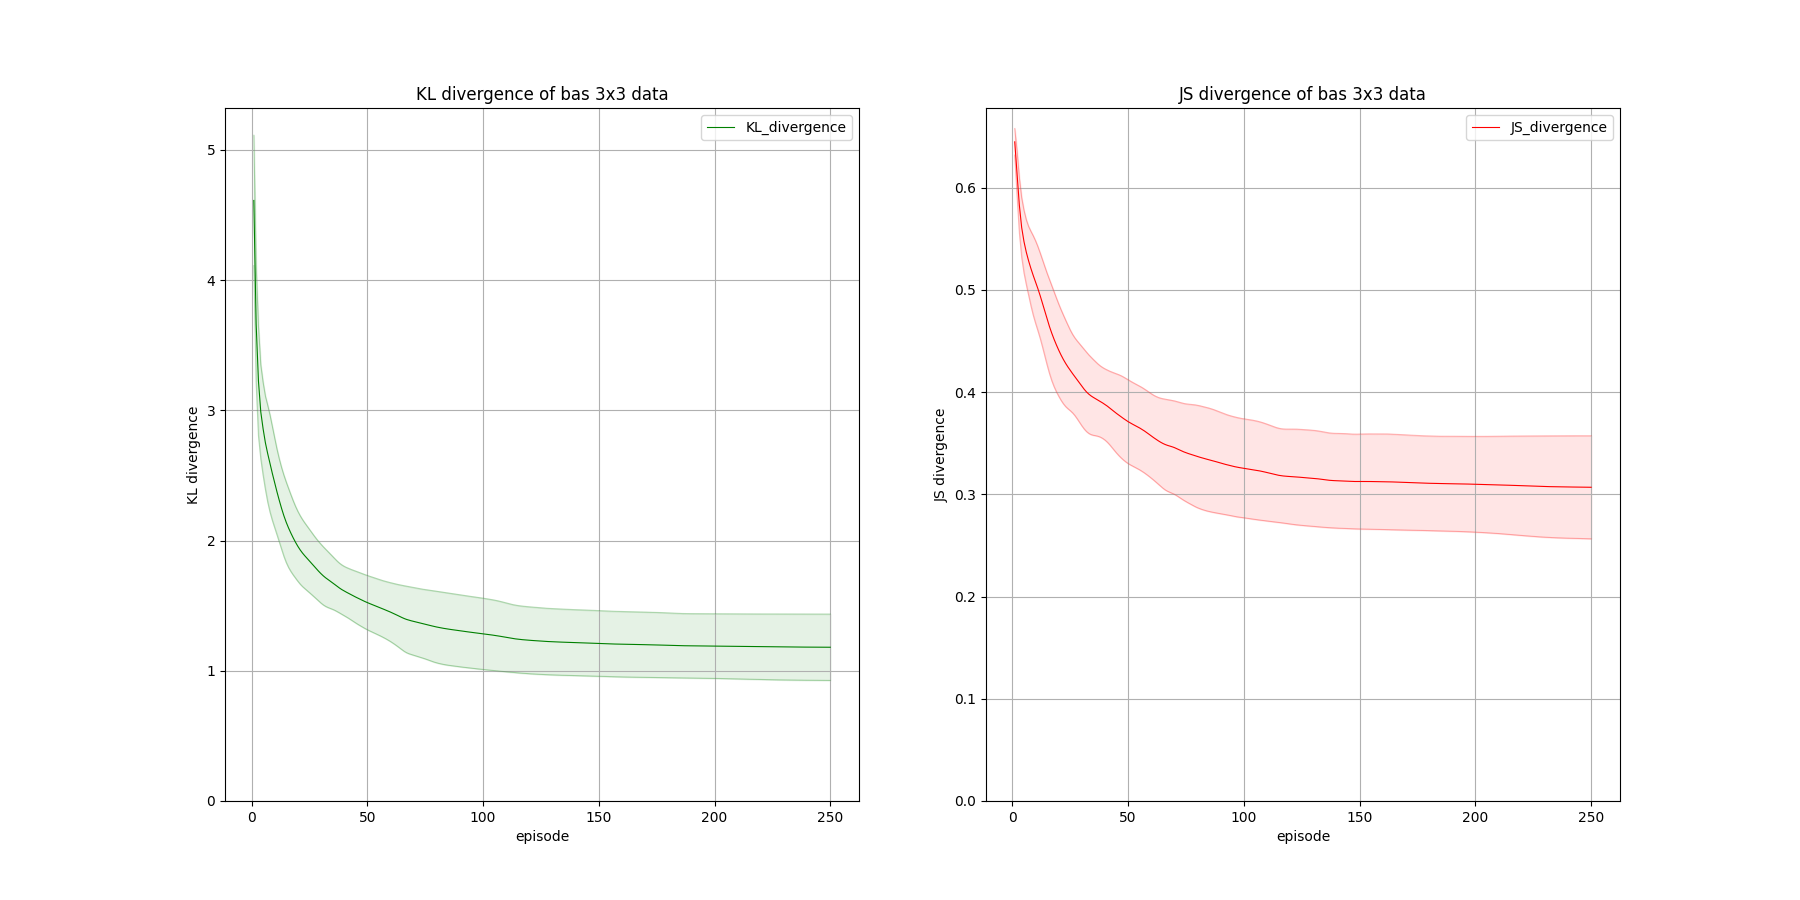 KL divergence of bas 3x3 data
KL_divergence
KL divergence
5
4
3
2
1
0
0 50 100 150 200 250
episode
JS divergence of bas 3x3 data
JS_divergence
JS divergence
0.6
0.5
0.4
0.3
0.2
0.1
0.0
0 50 100 150 200 250
episode